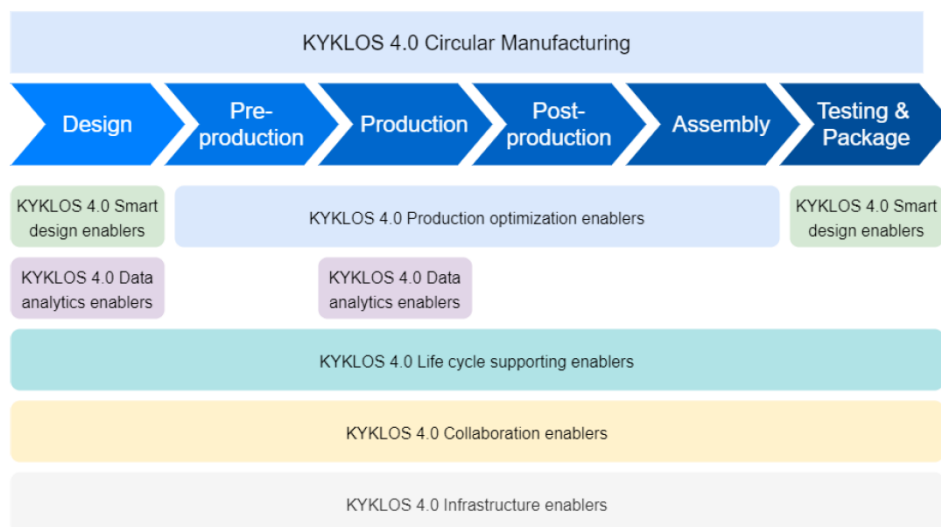 KYKLOS 4.0 Circular Manufacturing
Design
Pre-
production
Production
Post-
production
Assembly
Testing &
Package
KYKLOS 4.0 Smart
design enablers
KYKLOS 4.0 Production optimization enablers
KYKLOS 4.0 Smart
design enablers
KYKLOS 4.0 Data
analytics enablers
KYKLOS 4.0 Data
analytics enablers
KYKLOS 4.0 Life cycle supporting enablers
KYKLOS 4.0 Collaboration enablers
KYKLOS 4.0 Infrastructure enablers